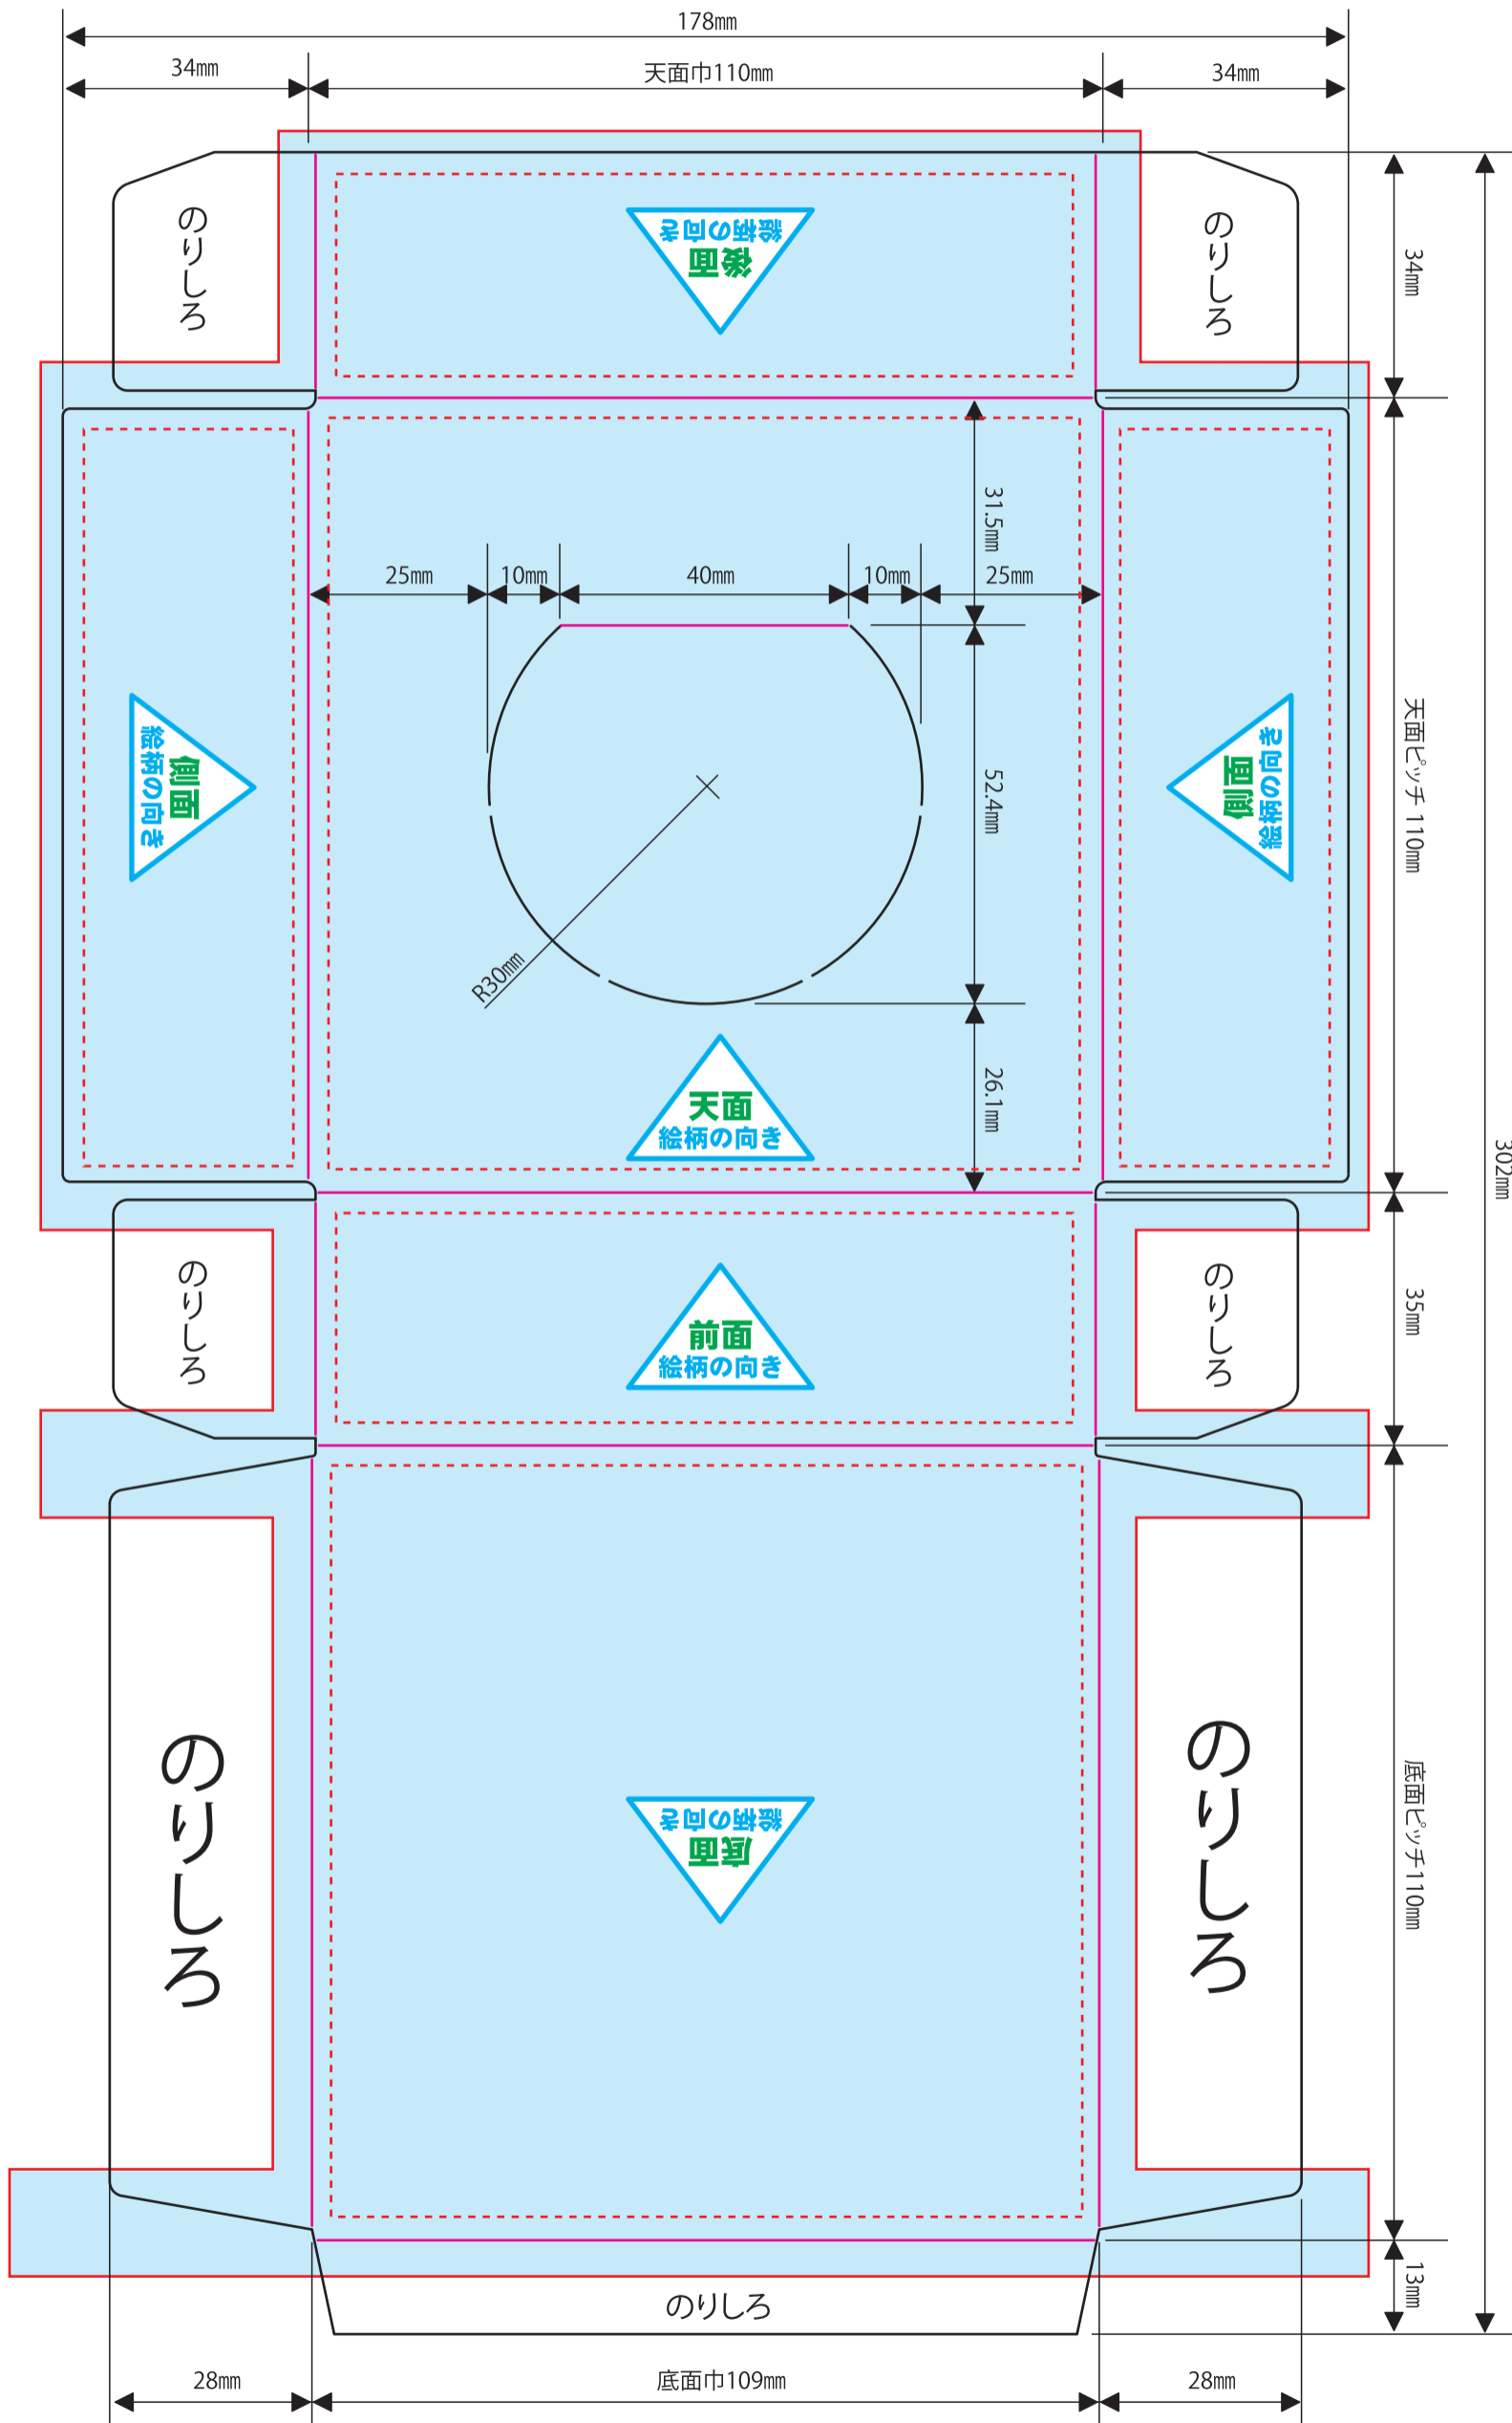 178㎜
34㎜
天面巾110㎜
34㎜
のりしろ
絵柄の向き
後面
のりしろ
34㎜
31.5㎜
25㎜
10㎜
40㎜
10㎜
25㎜
側面
絵柄の向き
52.4㎜
側面
絵柄の向き
天面ピッチ 110㎜
R30㎜
26.1㎜
天面
絵柄の向き
302㎜
のりしろ
前面
絵柄の向き
のりしろ
35㎜
のりしろ
絵柄の向き
底面
のりしろ
底面ピッチ110㎜
のりしろ
13㎜
28㎜
底面巾109㎜
28㎜